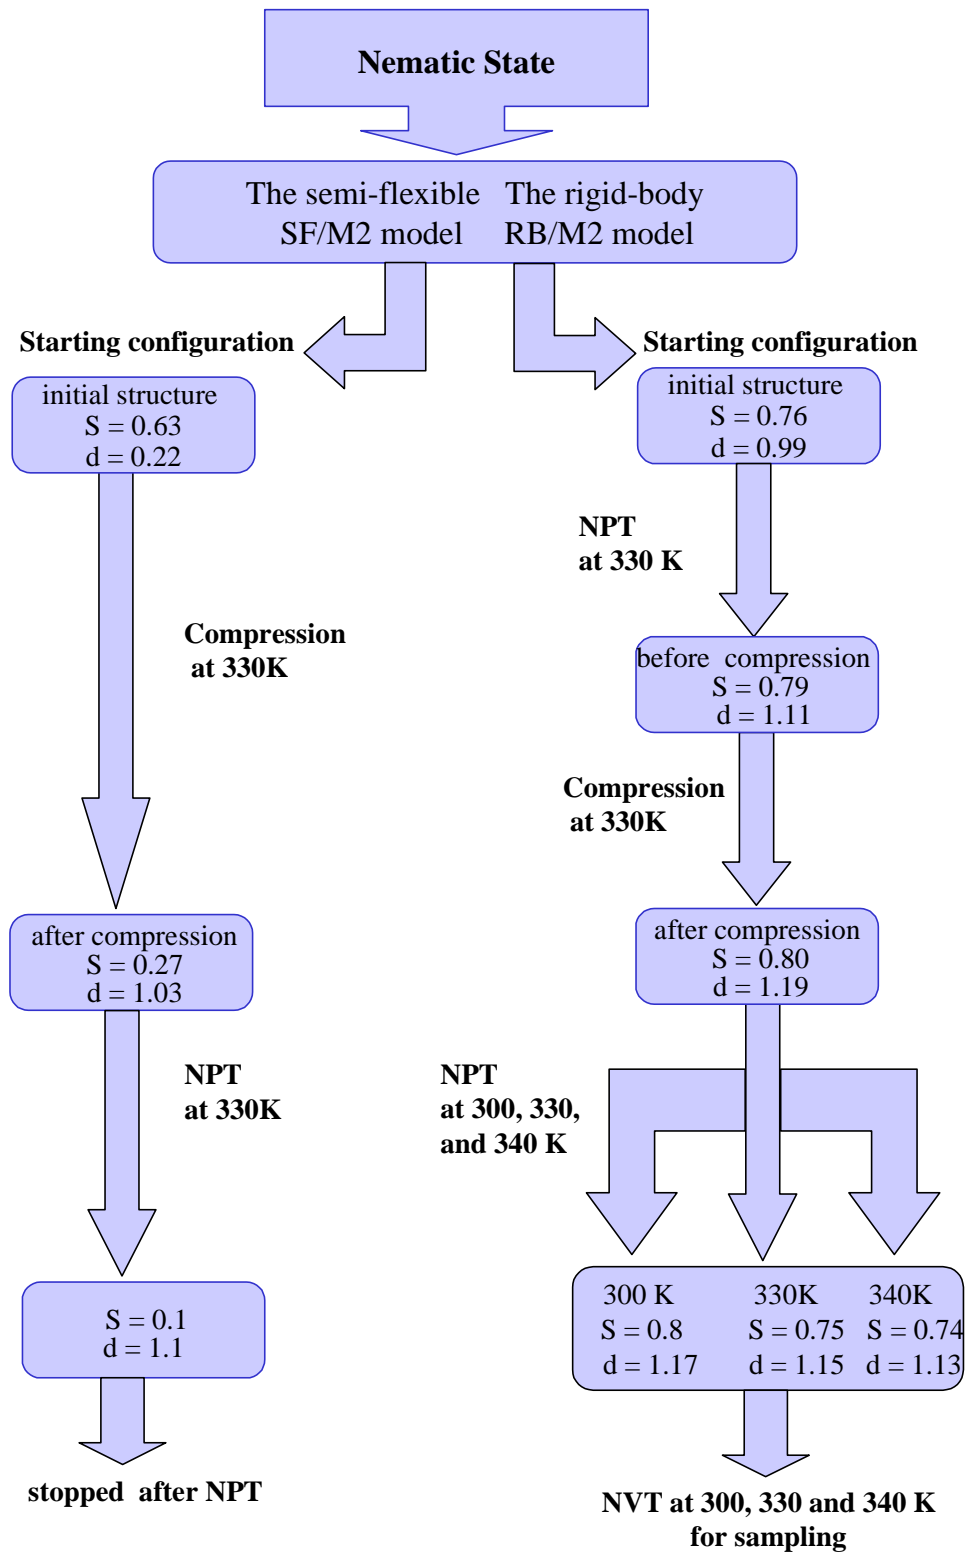 Nematic State
The semi-flexible The rigid-body
SF/M2 model RB/M2 model
Starting configuration
initial structure
S = 0.63
d = 0.22
Compression
at 330K
after compression
S = 0.27
d = 1.03
NPT
at 330K
S = 0.1
d = 1.1
stopped after NPT
Starting configuration
initial structure
S = 0.76
d = 0.99
NPT
at 330 K
before compression
S = 0.79
d = 1.11
Compression
at 330K
after compression
S = 0.80
d = 1.19
NPT
at 300, 330,
and 340 K
300 K 330K 340K
S = 0.8 S = 0.75 S = 0.74
d = 1.17 d = 1.15 d = 1.13
NVT at 300, 330 and 340 K
for sampling